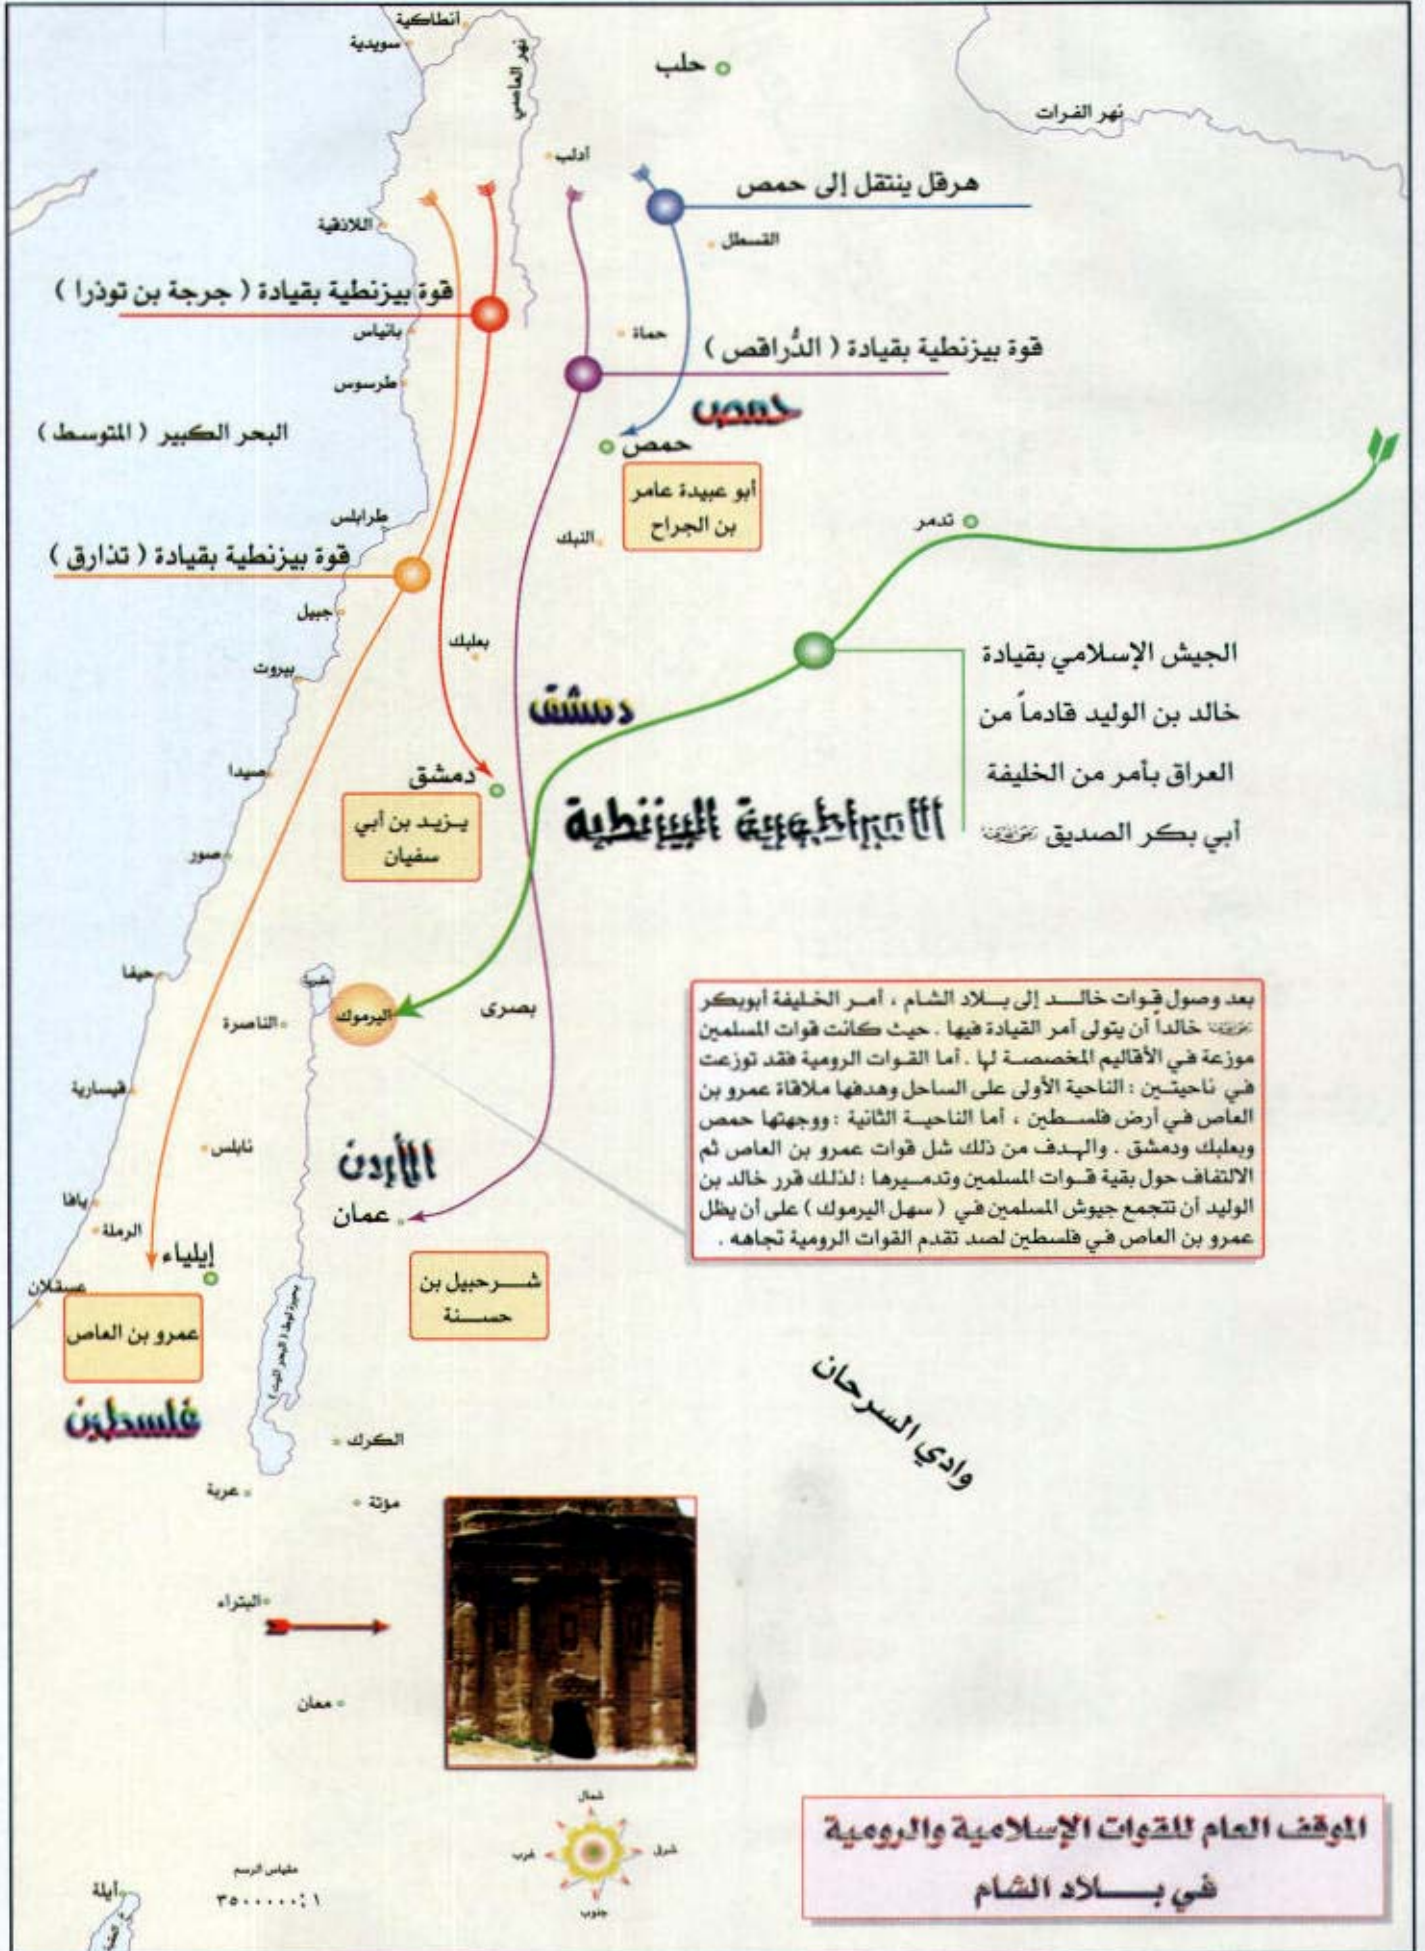 أنطاكية
سويدية
نهر العاصي
حلب
نهر الفرات
أدلب
هرقل ينتقل إلى حمص
اللاذقية
القسطل
قوة بيزنطية بقيادة ( جرجة بن توذرا )
بانياس
حماة
قوة بيزنطية بقيادة ( الدُّراقص )
طرسوس
حمص
البحر الكبير ( المتوسط )
حمص
أبو عبيدة عامر
بن الجراح
طرابلس
النبك
تدمر
قوة بيزنطية بقيادة ( تذارق )
جبيل
بعلبك
بيروت
الجيش الإسلامي بقيادة
خالد بن الوليد قادماً من
العراق بأمر من الخليفة
أبي بكر الصديق
دمشق
صيدا
دمشق
يزيد بن أبي
سفيان
الأمبراطورية البيزنطية
صور
حيفا
طبرية
اليرموك
بصرى
الناصرة
بعد وصول قوات خالد إلى بلاد الشام ، أمر الخليفة أبوبكر
خالداً أن يتولى أمر القيادة فيها . حيث كانت قوات المسلمين
موزعة في الأقاليم المخصصة لها . أما القوات الرومية فقد توزعت
في ناحيتين : الناحية الأولى على الساحل وهدفها ملاقاة عمرو بن
العاص في أرض فلسطين ، أما الناحية الثانية : ووجهتها حمص
وبعلبك ودمشق . والهدف من ذلك شل قوات عمرو بن العاص ثم
الالتفاف حول بقية قوات المسلمين وتدميرها ؛ لذلك قرر خالد بن
الوليد أن تتجمع جيوش المسلمين في ( سهل اليرموك ) على أن يظل
عمرو بن العاص في فلسطين لصد تقدم القوات الرومية تجاهه .
قيسارية
نابلس
الأردن
يافا
الرملة
عمان
إيلياء
عسقلان
عمرو بن العاص
شرحبيل بن
حسنة
بحيرة لوط ( البحر الميت )
فلسطين
وادي السرحان
الكرك
عربة
مؤتة
البتراء
معان
شمال
شرق
غرب
جنوب
مقياس الرسم
٣٥٠٠٠٠٠:١
أيلة
الموقف العام للقوات الإسلامية والرومية
في بلاد الشام